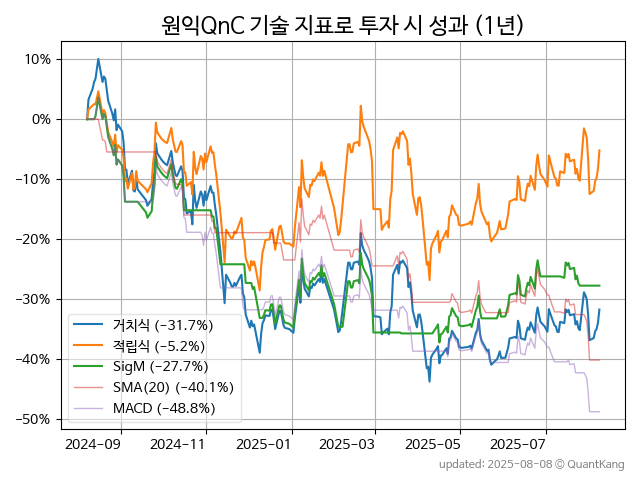 원익QnC 기술 지표로 투자 시 성과 (1년)
10%
0%
−10%
−20%
−30%
−40%
−50%
거치식 (−31.7%)
적립식 (−5.2%)
SigM (−27.7%)
SMA(20) (−40.1%)
MACD (−48.8%)
2024-09 2024-11 2025-01 2025-03 2025-05 2025-07
updated: 2025-08-08 © QuantKang